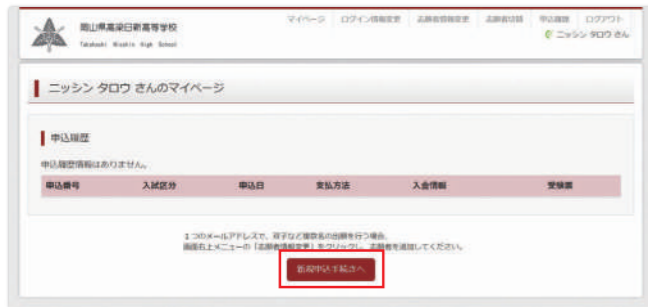 岡山県高梁日新高等学校
Takahashi Nisshin High School
マイページ ログイン情報変更 志願者情報変更 志願者切替 申込履歴 ログアウト
ニッシン タロウ さん
ニッシン タロウ さんのマイページ
申込履歴
申込履歴情報はありません。
申込番号 入試区分 申込日 支払方法 入金情報 受験票
1つのメールアドレスで、双子など複数名の出願を行う場合、
画面右上メニューの「志願者情報変更」をクリックし、志願者を追加してください。
新規申込手続きへ